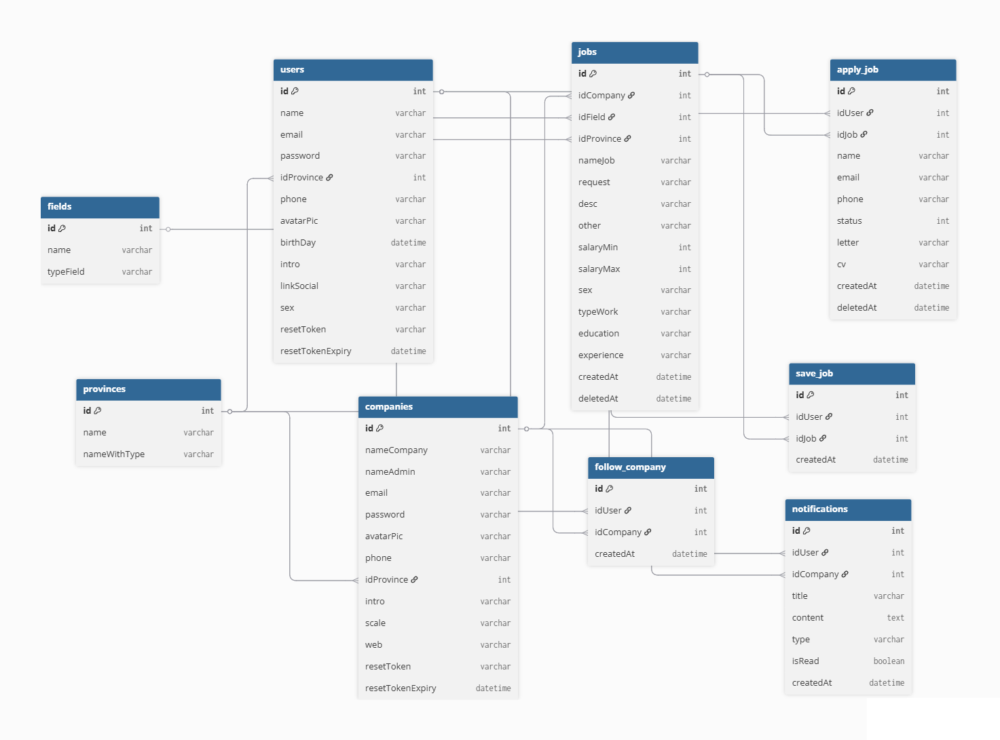 users
id int
name varchar
email varchar
password varchar
idProvince int
phone varchar
avatarPic varchar
birthDay datetime
intro varchar
linkSocial varchar
sex varchar
resetToken varchar
resetTokenExpiry datetime
jobs
id int
idCompany int
idField int
idProvince int
nameJob varchar
request varchar
desc varchar
other varchar
salaryMin int
salaryMax int
sex varchar
typeWork varchar
education varchar
experience varchar
createdAt datetime
deletedAt datetime
apply_job
id int
idUser int
idJob int
name varchar
email varchar
phone varchar
status int
letter varchar
cv varchar
createdAt datetime
deletedAt datetime
fields
id int
name varchar
typeField varchar
provinces
id int
name varchar
nameWithType varchar
companies
id int
nameCompany varchar
nameAdmin varchar
email varchar
password varchar
avatarPic varchar
phone varchar
idProvince int
intro varchar
scale varchar
web varchar
resetToken varchar
resetTokenExpiry datetime
follow_company
id int
idUser int
idCompany int
createdAt datetime
save_job
id int
idUser int
idJob int
createdAt datetime
notifications
id int
idUser int
idCompany int
title varchar
content text
type varchar
isRead boolean
createdAt datetime